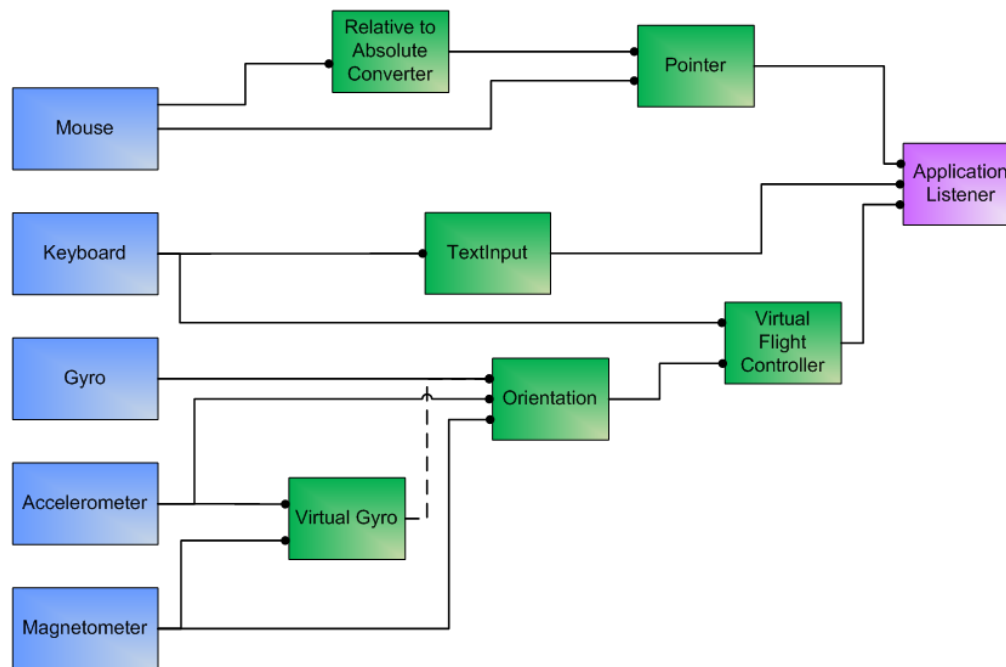 Relative to
Absolute
Converter
Pointer
Mouse
Application
Listener
Keyboard
TextInput
Virtual
Flight
Controller
Gyro
Orientation
Accelerometer
Virtual Gyro
Magnetometer